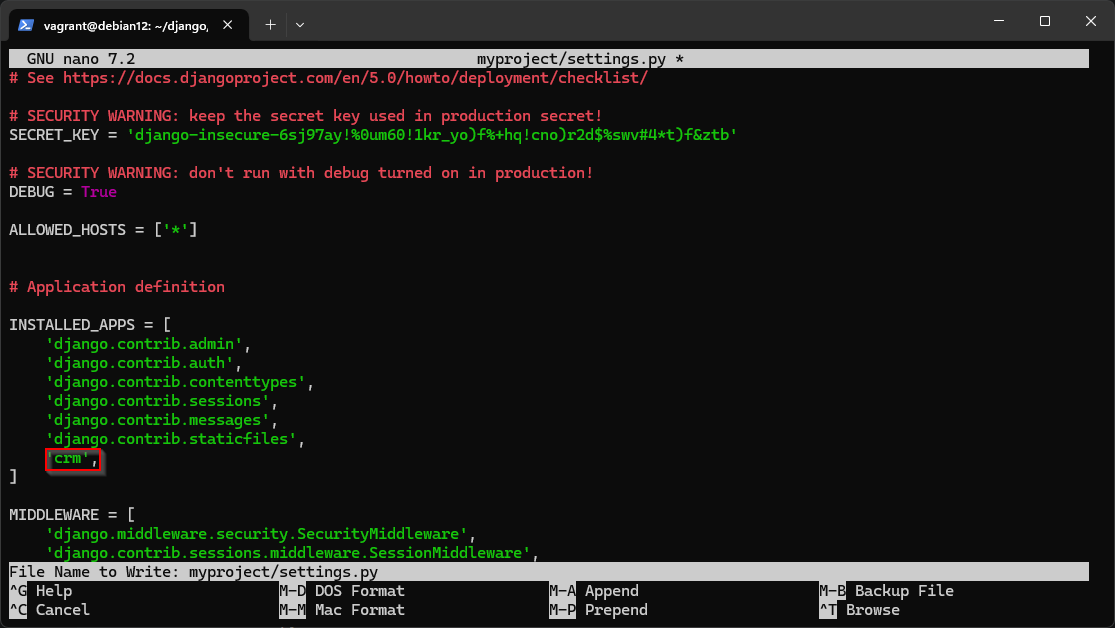 vagrant@debian12: ~/django,
GNU nano 7.2 myproject/settings.py *
# See https://docs.djangoproject.com/en/5.0/howto/deployment/checklist/
# SECURITY WARNING: keep the secret key used in production secret!
SECRET_KEY = 'django-insecure-6sj97ay!%0um60!1kr_yo)f%+hq!cno)r2d$%swv#4*t)f&ztb'
# SECURITY WARNING: don't run with debug turned on in production!
DEBUG = True
ALLOWED_HOSTS = ['*']
# Application definition
INSTALLED_APPS = [
    'django.contrib.admin',
    'django.contrib.auth',
    'django.contrib.contenttypes',
    'django.contrib.sessions',
    'django.contrib.messages',
    'django.contrib.staticfiles',
    'crm',
]
MIDDLEWARE = [
    'django.middleware.security.SecurityMiddleware',
    'django.contrib.sessions.middleware.SessionMiddleware',
File Name to Write: myproject/settings.py
^G Help M-D DOS Format M-A Append M-B Backup File
^C Cancel M-M Mac Format M-P Prepend ^T Browse